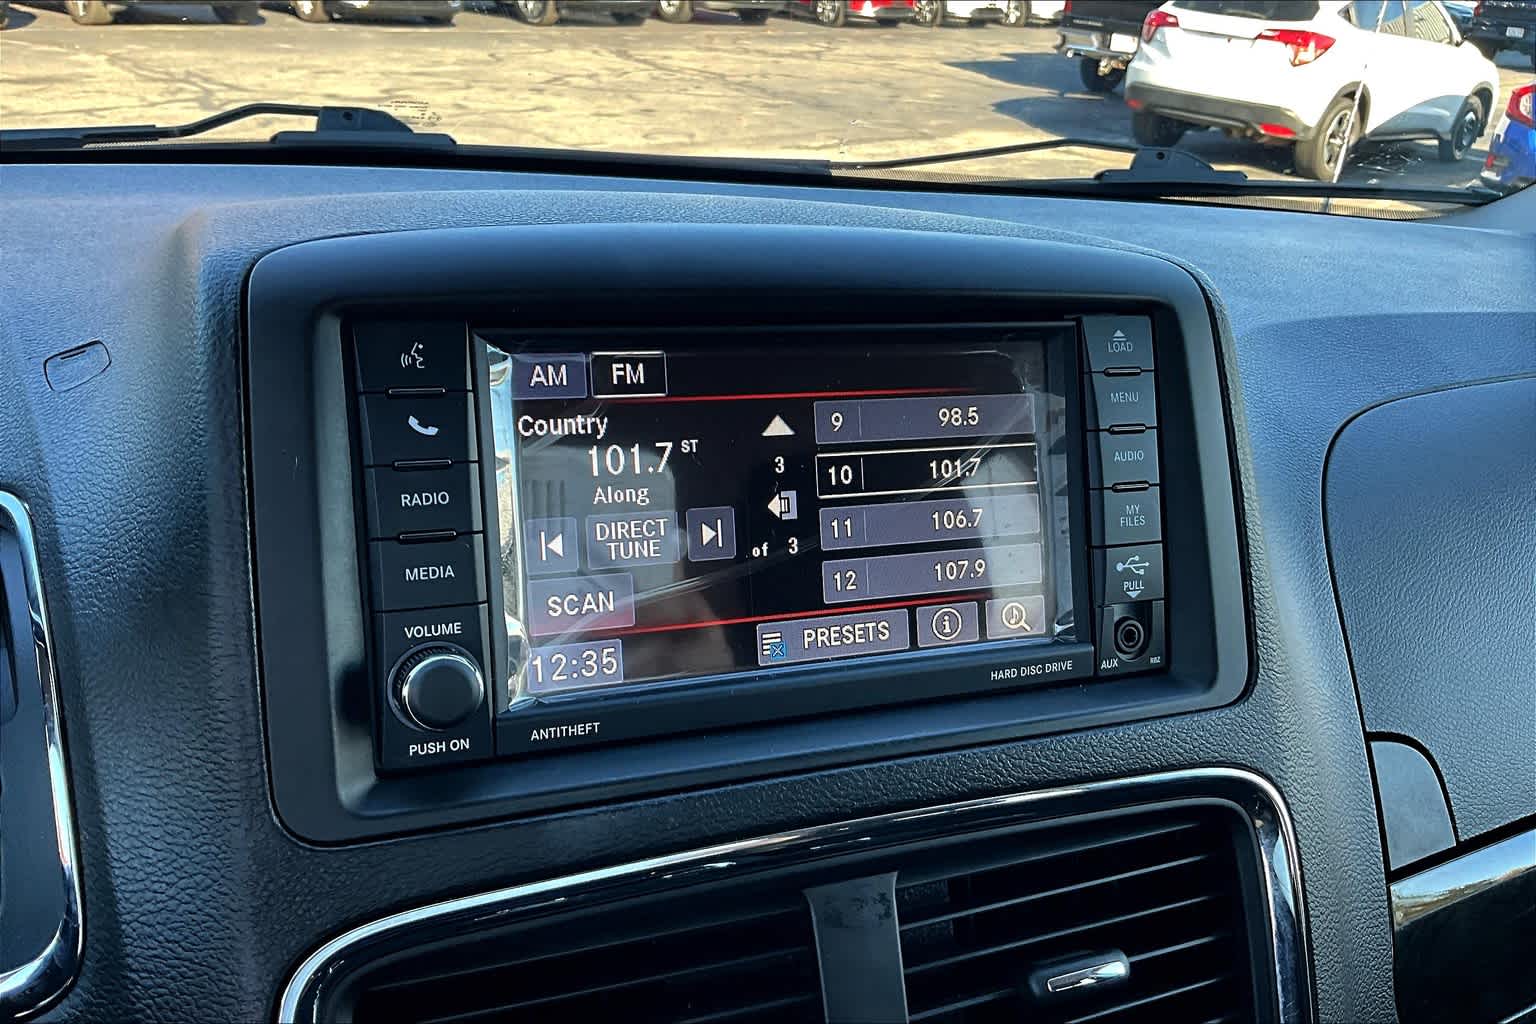 AM FM
Country
101.7 ST
Along
DIRECT
TUNE
SCAN
12:35
3
of 3
9 98.5
10 101.7
11 106.7
12 107.9
PRESETS
RADIO
MEDIA
VOLUME
PUSH ON
ANTITHEFT
HARD DISC DRIVE
LOAD
MENU
AUDIO
MY
FILES
PULL
AUX
RBZ